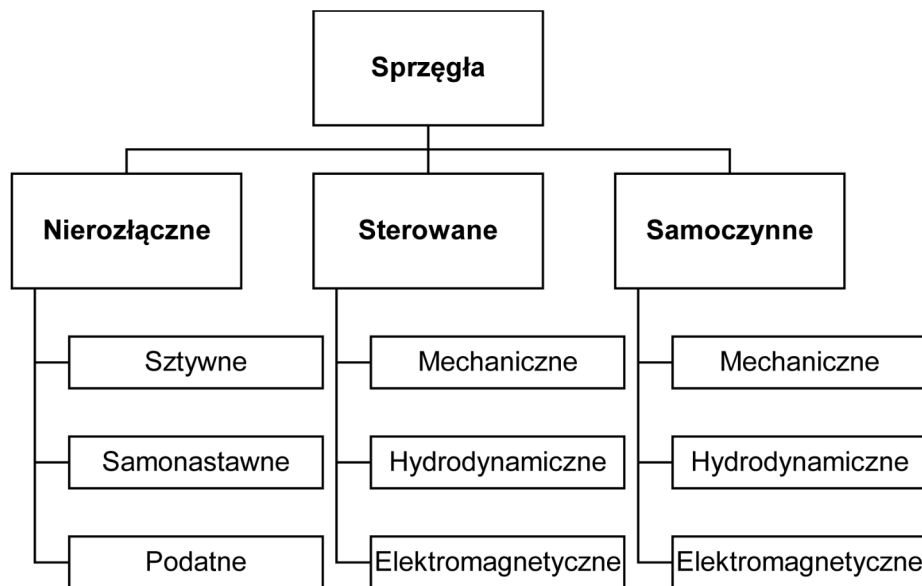 Sprzęgła
Nierozłączne
Sterowane
Samoczynne
Sztywne
Mechaniczne
Mechaniczne
Samonastawne
Hydrodynamiczne
Hydrodynamiczne
Podatne
Elektromagnetyczne
Elektromagnetyczne